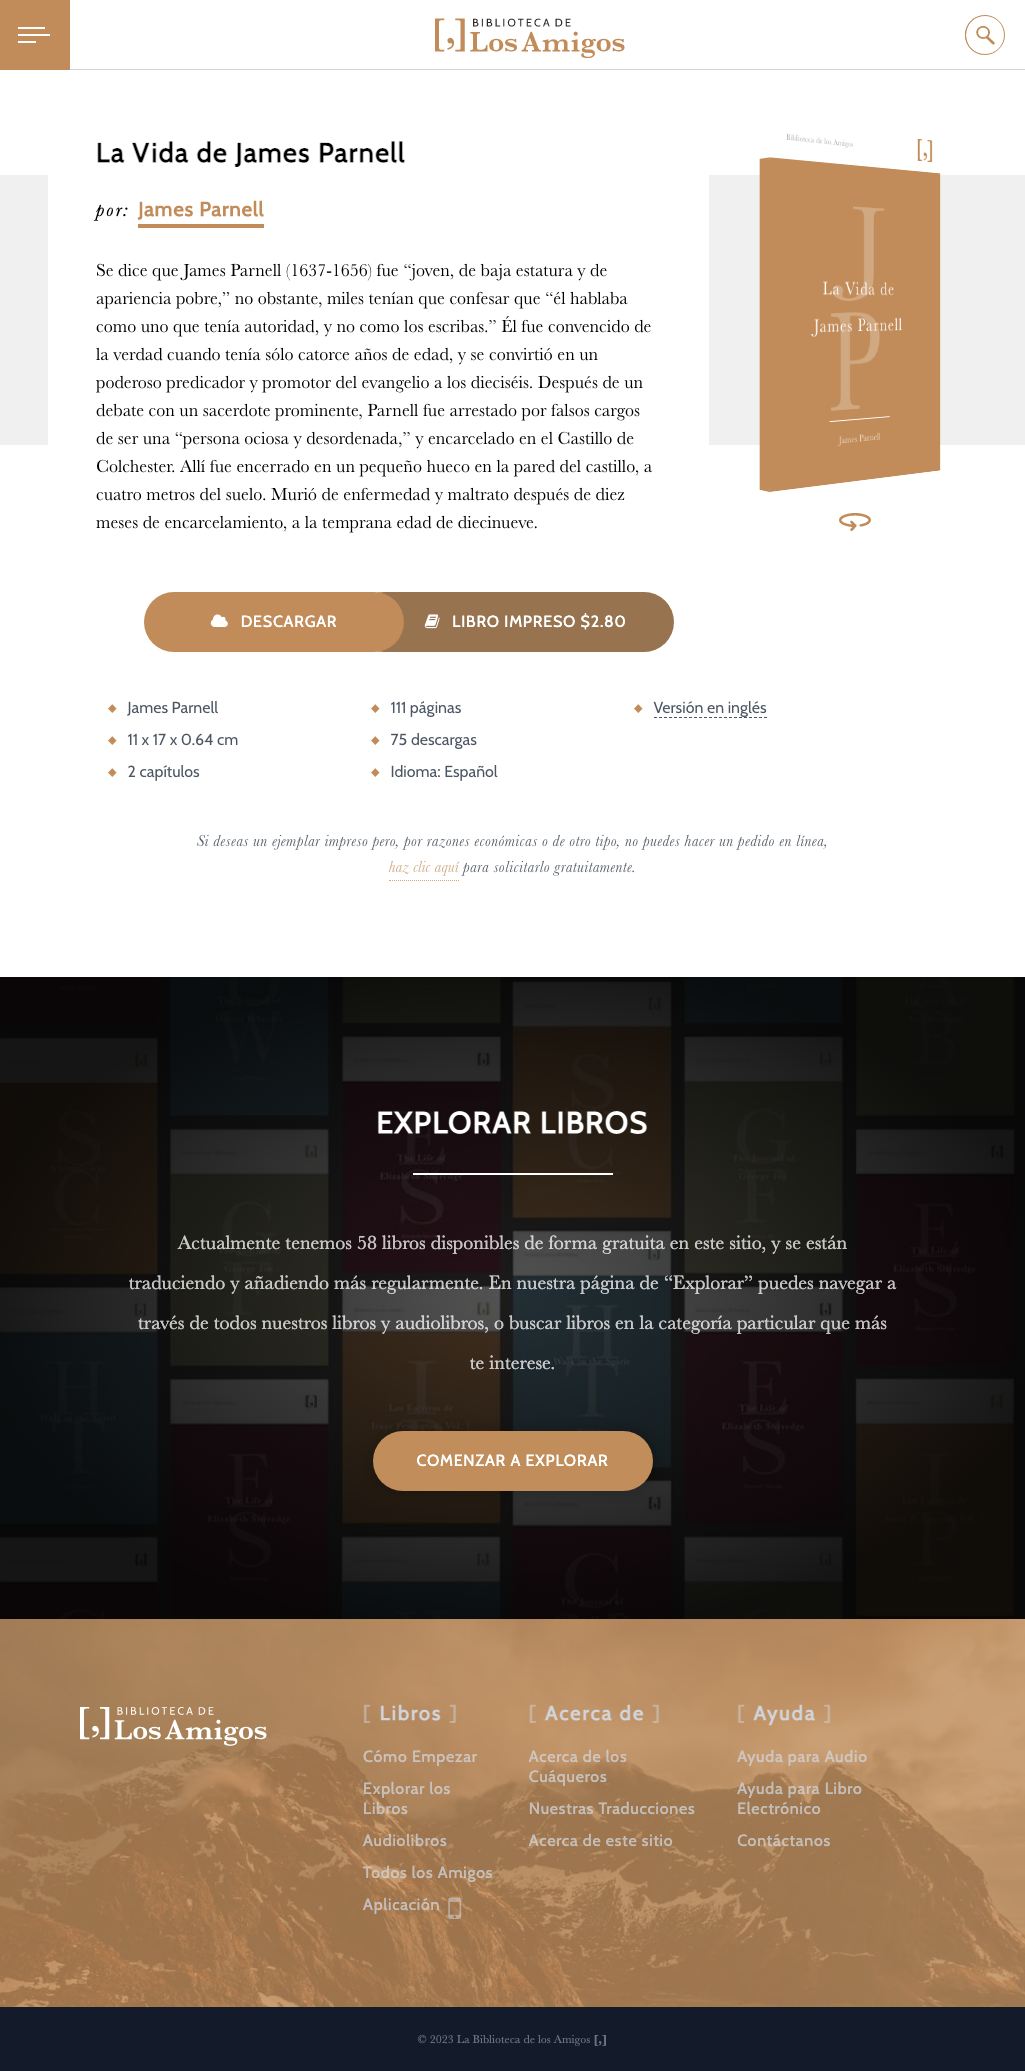 BIBLIOTECA DE
Los Amigos
La Vida de James Parnell
por: James Parnell
Se dice que James Parnell (1637-1656) fue “joven, de baja estatura y de
apariencia pobre,” no obstante, miles tenían que confesar que “él hablaba
como uno que tenía autoridad, y no como los escribas.” Él fue convencido de
la verdad cuando tenía sólo catorce años de edad, y se convirtió en un
poderoso predicador y promotor del evangelio a los dieciséis. Después de un
debate con un sacerdote prominente, Parnell fue arrestado por falsos cargos
de ser una “persona ociosa y desordenada,” y encarcelado en el Castillo de
Colchester. Allí fue encerrado en un pequeño hueco en la pared del castillo, a
cuatro metros del suelo. Murió de enfermedad y maltrato después de diez
meses de encarcelamiento, a la temprana edad de diecinueve.
Biblioteca de los Amigos
[,]
J
P
La Vida de
James Parnell
James Parnell
DESCARGAR
LIBRO IMPRESO $2.80
James Parnell
11 x 17 x 0.64 cm
2 capítulos
111 páginas
75 descargas
Idioma: Español
Versión en inglés
Si deseas un ejemplar impreso pero, por razones económicas o de otro tipo, no puedes hacer un pedido en línea,
haz clic aquí para solicitarlo gratuitamente.
EXPLORAR LIBROS
Actualmente tenemos 58 libros disponibles de forma gratuita en este sitio, y se están
traduciendo y añadiendo más regularmente. En nuestra página de “Explorar” puedes navegar a
través de todos nuestros libros y audiolibros, o buscar libros en la categoría particular que más
te interese.
COMENZAR A EXPLORAR
BIBLIOTECA DE
[,] Los Amigos
[ Libros ]
Cómo Empezar
Explorar los
Libros
Audiolibros
Todos los Amigos
Aplicación
[ Acerca de ]
Acerca de los
Cuáqueros
Nuestras Traducciones
Acerca de este sitio
[ Ayuda ]
Ayuda para Audio
Ayuda para Libro
Electrónico
Contáctanos
© 2023 La Biblioteca de los Amigos [,]